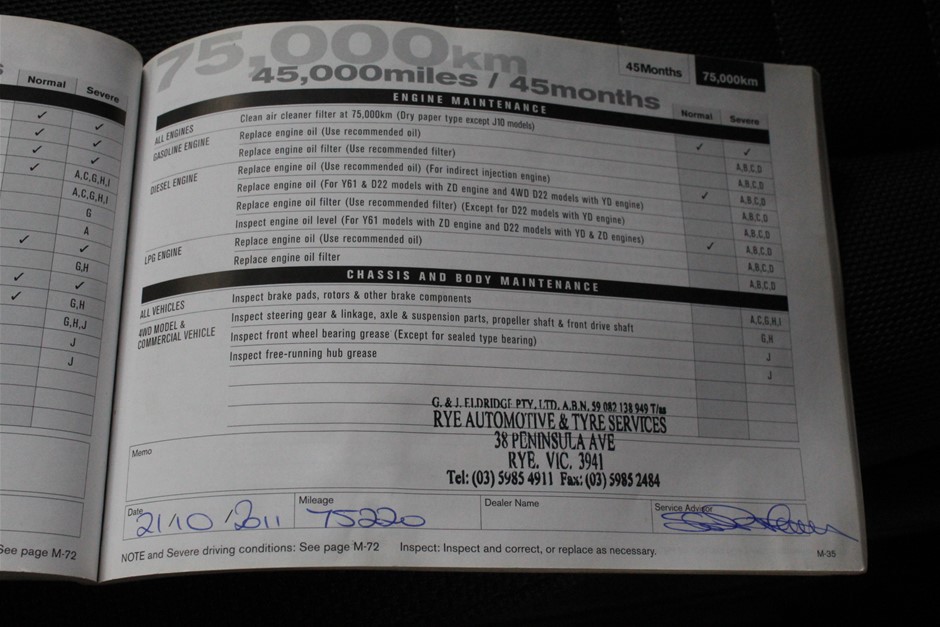 Normal Severe
✓ ✓
✓ ✓
✓ ✓
✓ A,C,G,H,I
A,C,G,H,I
G
A
✓ ✓
G,H
✓ ✓
✓ G,H
G,H,J
J
J
See page M-72
75,000km
45,000miles / 45months
45Months 75,000km
ENGINE MAINTENANCE
Normal Severe
ALL ENGINES Clean air cleaner filter at 75,000km (Dry paper type except J10 models) ✓ ✓
GASOLINE ENGINE Replace engine oil (Use recommended oil) A,B,C,D
Replace engine oil filter (Use recommended filter) A,B,C,D
DIESEL ENGINE Replace engine oil (Use recommended oil) (For indirect injection engine) ✓ A,B,C,D
Replace engine oil (For Y61 & D22 models with ZD engine and 4WD D22 models with YD engine) A,B,C,D
Replace engine oil filter (Use recommended filter) (Except for D22 models with YD engine) A,B,C,D
Inspect engine oil level (For Y61 models with ZD engine and D22 models with YD & ZD engines) ✓ A,B,C,D
LPG ENGINE Replace engine oil (Use recommended oil) A,B,C,D
Replace engine oil filter A,B,C,D
CHASSIS AND BODY MAINTENANCE
ALL VEHICLES Inspect brake pads, rotors & other brake components A,C,G,H,I
4WD MODEL & COMMERCIAL VEHICLE Inspect steering gear & linkage, axle & suspension parts, propeller shaft & front drive shaft G,H
Inspect front wheel bearing grease (Except for sealed type bearing) J
Inspect free-running hub grease J
G. & J. ELDRIDGE PTY. LTD. A.B.N. 59 082 138 949 T/as
RYE AUTOMOTIVE & TYRE SERVICES
38 PENINSULA AVE
RYE. VIC. 3941
Tel: (03) 5985 4911 Fax: (03) 5985 2484
Memo
Date 21/10/2011 Mileage 75220 Dealer Name Service Advisor
NOTE and Severe driving conditions: See page M-72 Inspect: Inspect and correct, or replace as necessary.
M-35